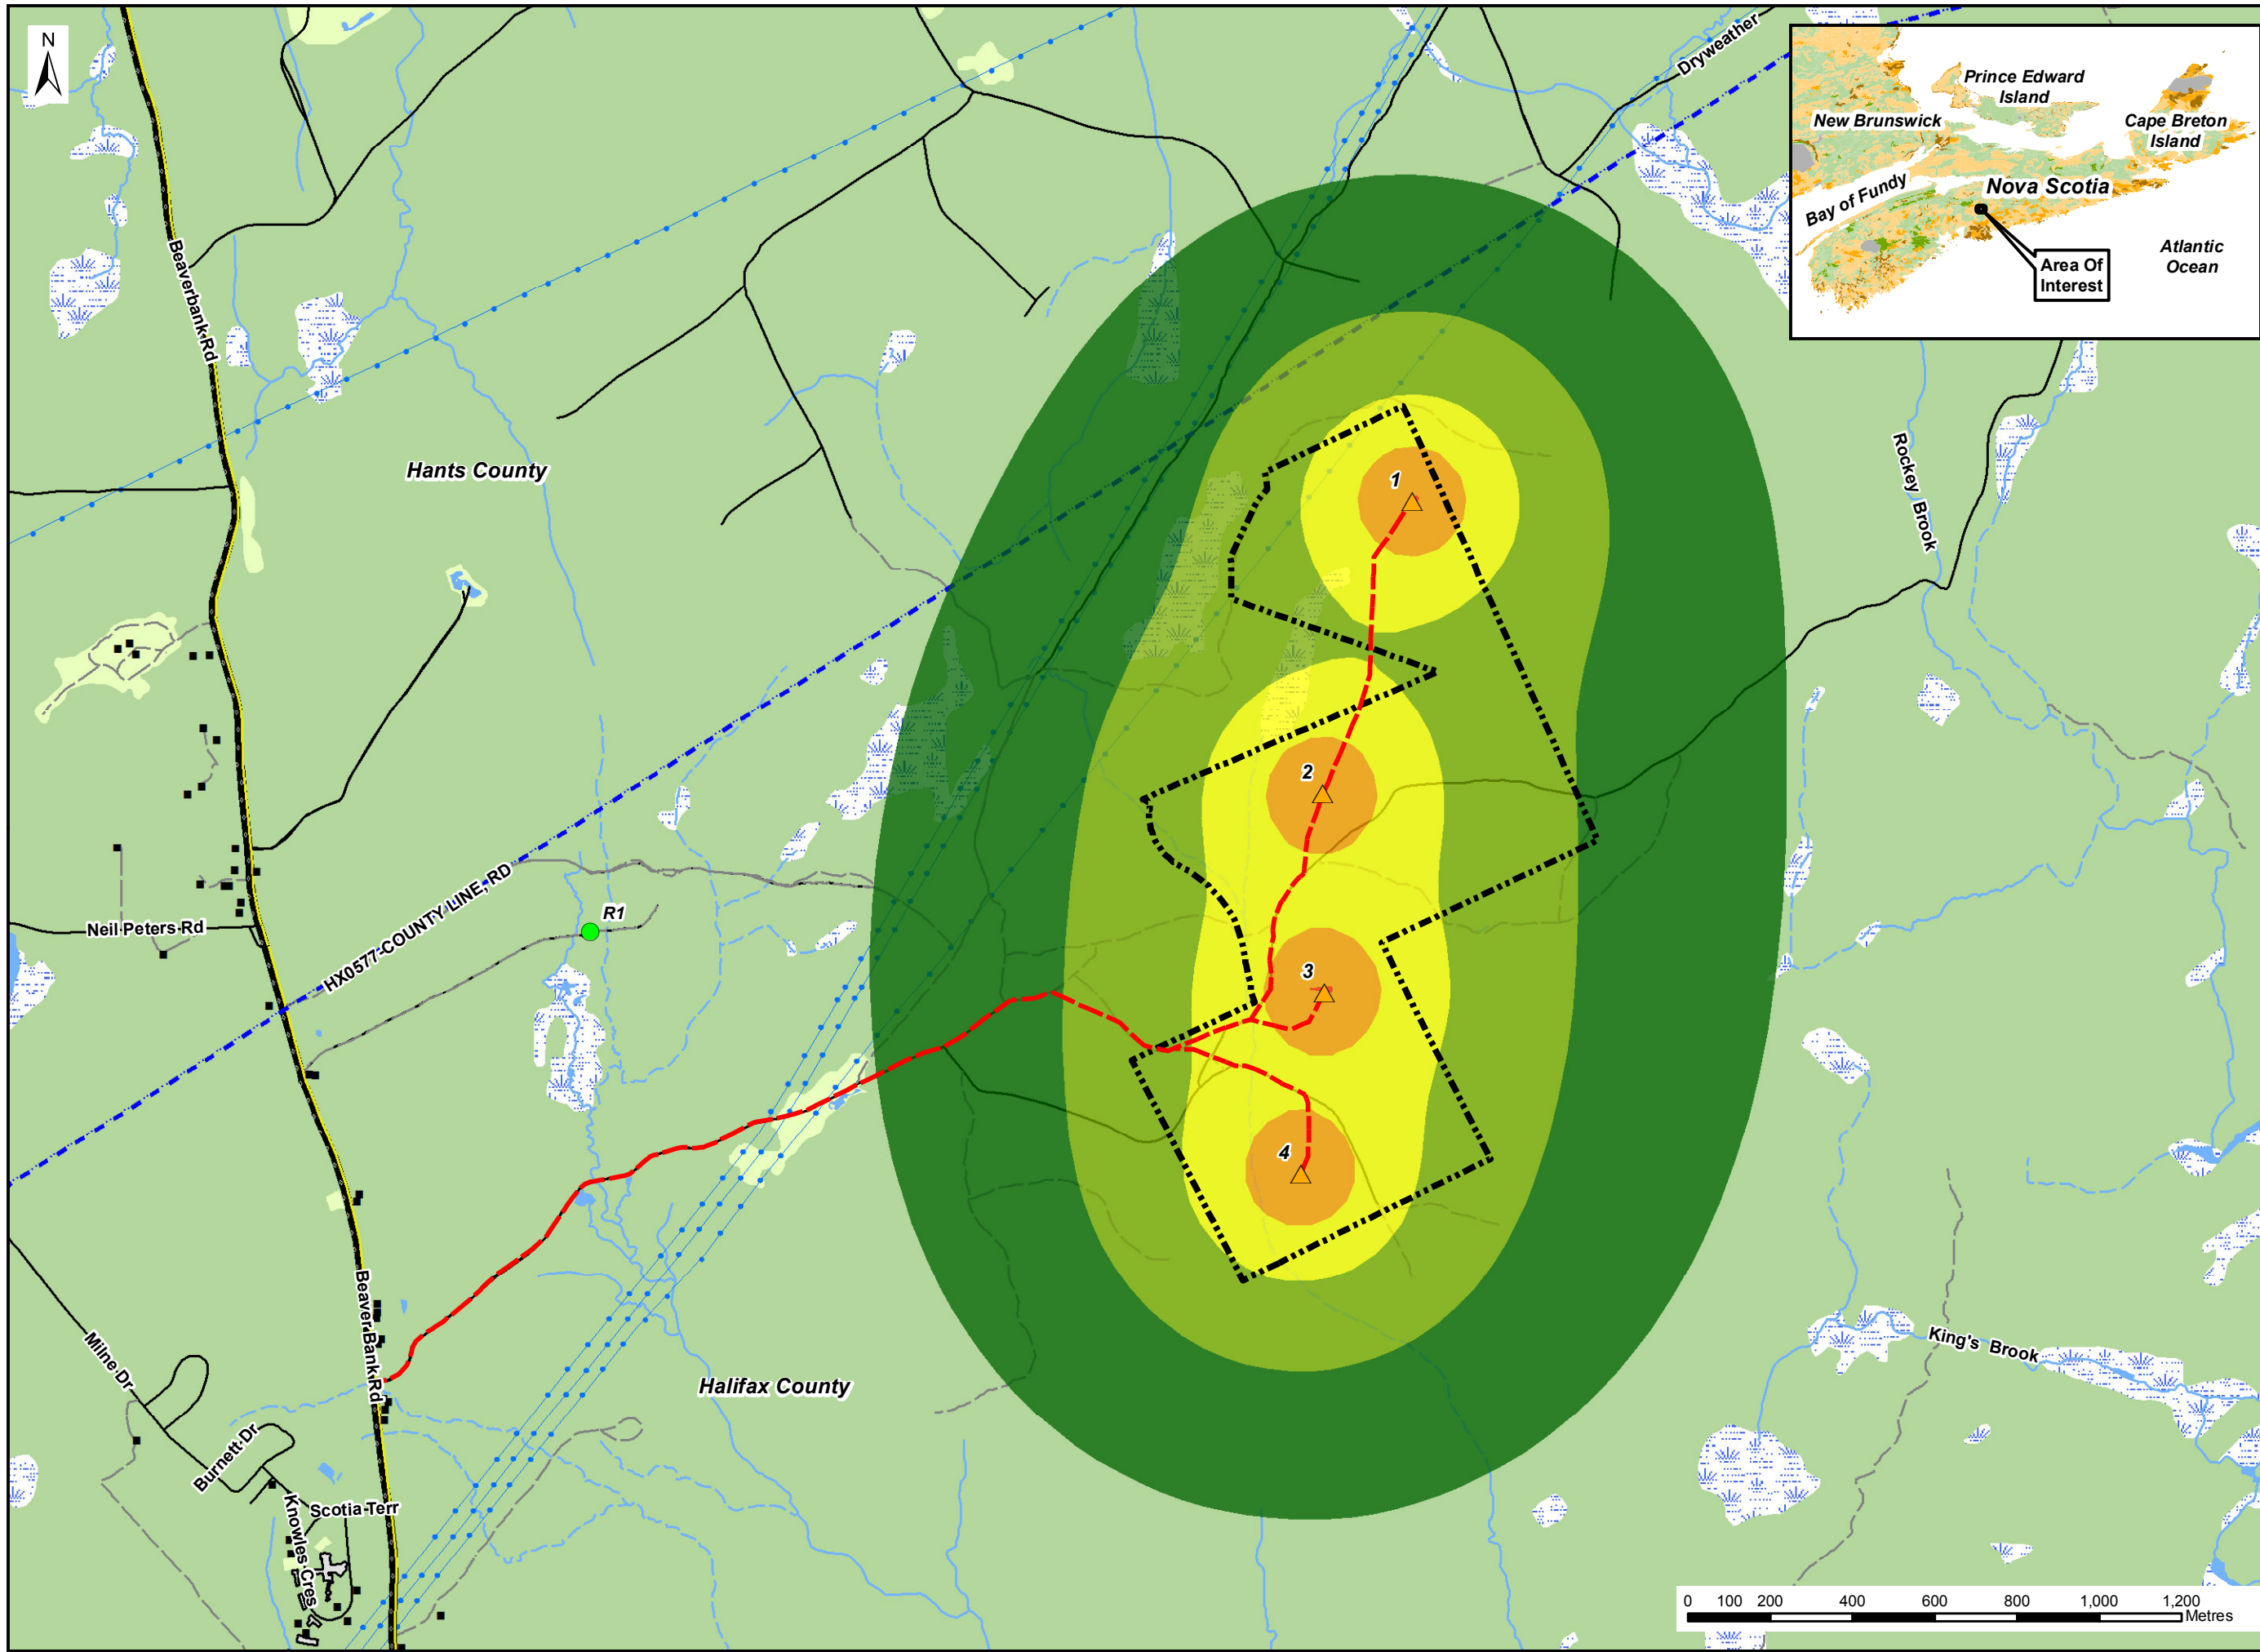 N
Dryweather
Prince Edward
Island
New Brunswick
Cape Breton
Island
Nova Scotia
Bay of Fundy
Atlantic
Ocean
Area Of
Interest
Beaverbank Rd
Hants County
Rockey Brook
1
2
3
4
R1
Neil Peters Rd
HX0577-COUNTY LINE, RD
Beaver Bank Rd
Milne Dr
Halifax County
King's Brook
Burnett Dr
Scotia Terr
Knowles Cres
0 100 200 400 600 800 1,000 1,200
Metres